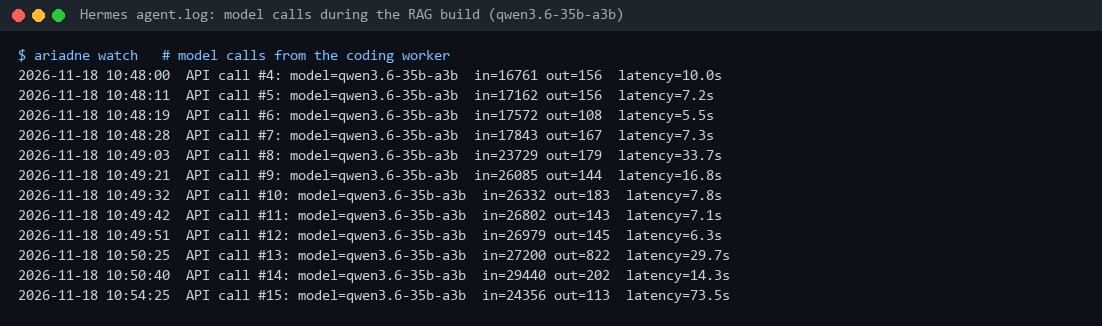 Hermes agent.log: model calls during the RAG build (qwen3.6-35b-a3b)
$ ariadne watch   # model calls from the coding worker
2026-11-18 10:48:00  API call #4: model=qwen3.6-35b-a3b  in=16761 out=156  latency=10.0s
2026-11-18 10:48:11  API call #5: model=qwen3.6-35b-a3b  in=17162 out=156  latency=7.2s
2026-11-18 10:48:19  API call #6: model=qwen3.6-35b-a3b  in=17572 out=108  latency=5.5s
2026-11-18 10:48:28  API call #7: model=qwen3.6-35b-a3b  in=17843 out=167  latency=7.3s
2026-11-18 10:49:03  API call #8: model=qwen3.6-35b-a3b  in=23729 out=179  latency=33.7s
2026-11-18 10:49:21  API call #9: model=qwen3.6-35b-a3b  in=26085 out=144  latency=16.8s
2026-11-18 10:49:32  API call #10: model=qwen3.6-35b-a3b  in=26332 out=183  latency=7.8s
2026-11-18 10:49:42  API call #11: model=qwen3.6-35b-a3b  in=26802 out=143  latency=7.1s
2026-11-18 10:49:51  API call #12: model=qwen3.6-35b-a3b  in=26979 out=145  latency=6.3s
2026-11-18 10:50:25  API call #13: model=qwen3.6-35b-a3b  in=27200 out=822  latency=29.7s
2026-11-18 10:50:40  API call #14: model=qwen3.6-35b-a3b  in=29440 out=202  latency=14.3s
2026-11-18 10:54:25  API call #15: model=qwen3.6-35b-a3b  in=24356 out=113  latency=73.5s